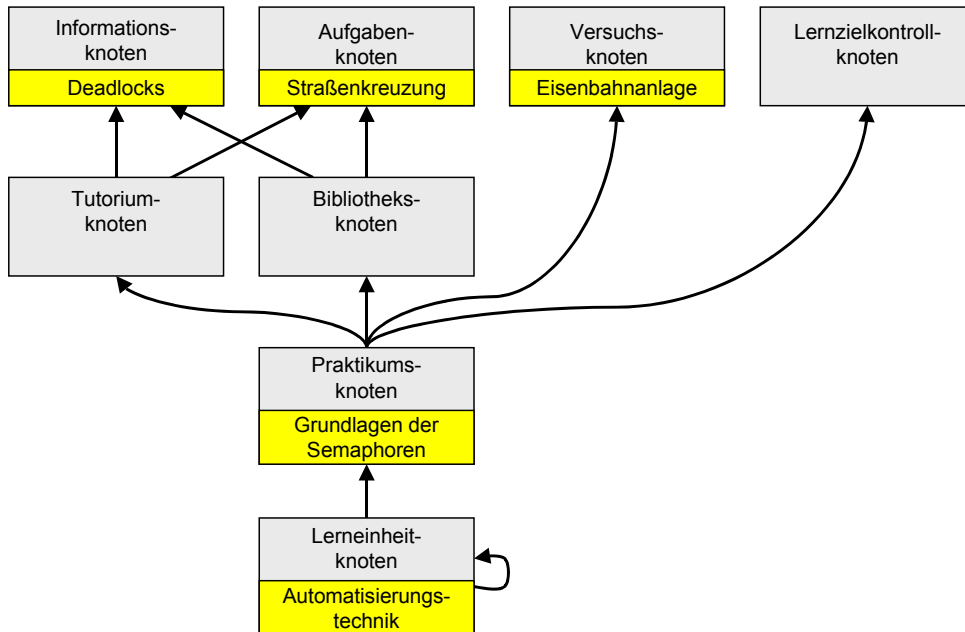 Informations-
knoten
Deadlocks
Aufgaben-
knoten
Straßenkreuzung
Versuchs-
knoten
Eisenbahnanlage
Lernzielkontroll-
knoten
Tutorium-
knoten
Bibliotheks-
knoten
Praktikums-
knoten
Grundlagen der
Semaphoren
Lerneinheit-
knoten
Automatisierungs-
technik